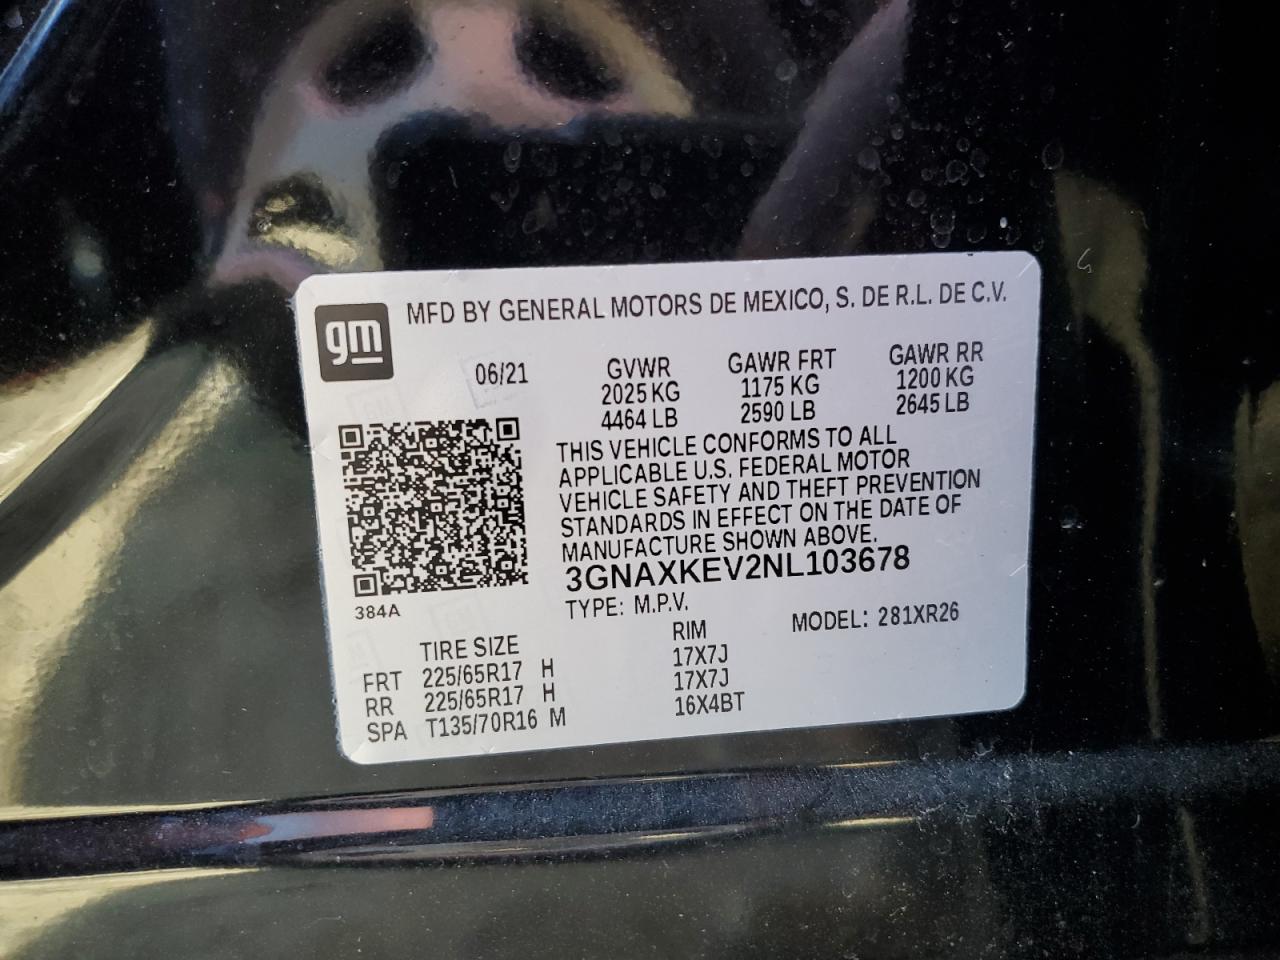 gm
MFD BY GENERAL MOTORS DE MEXICO, S. DE R.L. DE C.V.
06/21 GVWR GAWR FRT GAWR RR
2025 KG 1175 KG 1200 KG
4464 LB 2590 LB 2645 LB
THIS VEHICLE CONFORMS TO ALL
APPLICABLE U.S. FEDERAL MOTOR
VEHICLE SAFETY AND THEFT PREVENTION
STANDARDS IN EFFECT ON THE DATE OF
MANUFACTURE SHOWN ABOVE.
3GNAXKEV2NL103678
384A
TYPE: M.P.V. MODEL: 281XR26
TIRE SIZE RIM
FRT 225/65R17 H 17X7J
RR 225/65R17 H 17X7J
SPA T135/70R16 M 16X4BT